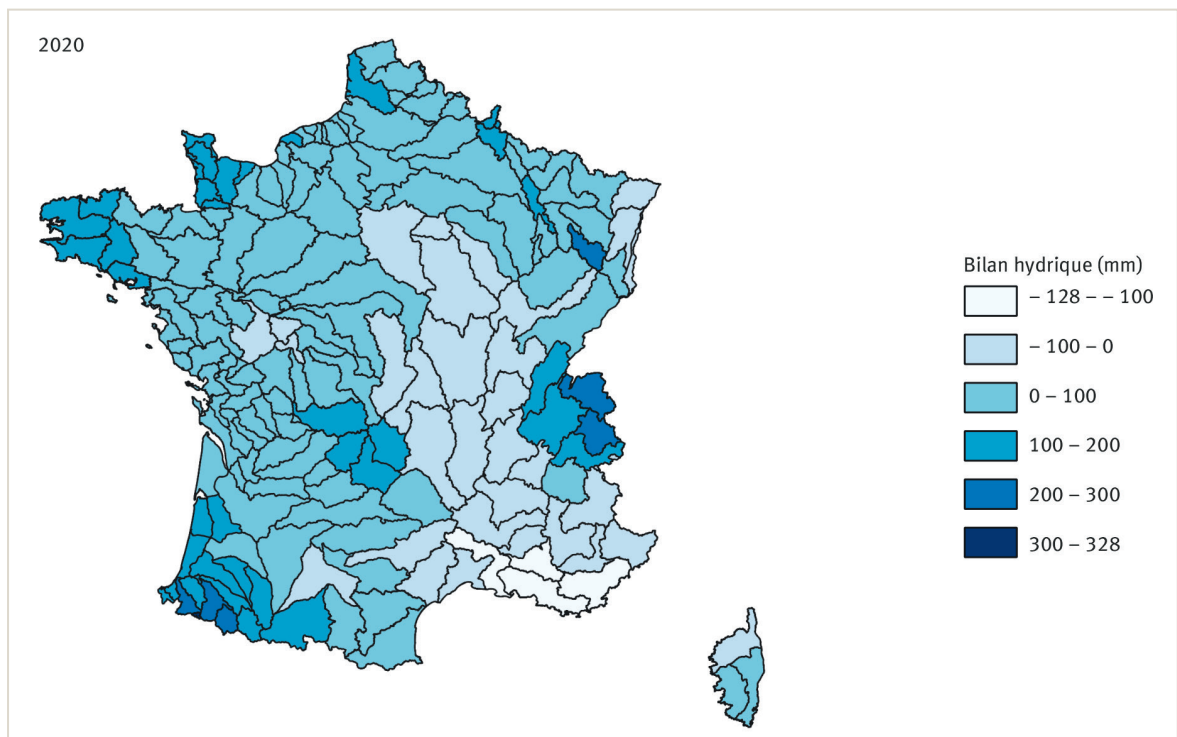 2020
Bilan hydrique (mm)
– 128 – – 100
– 100 – 0
0 – 100
100 – 200
200 – 300
300 – 328